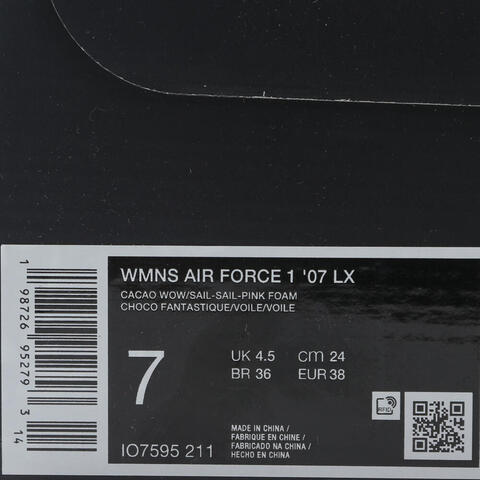 WMNS AIR FORCE 1 '07 LX
CACAO WOW/SAIL-SAIL-PINK FOAM
CHOCO FANTASTIQUE/VOILE/VOILE
7
UK 4.5 cm 24
BR 36 EUR 38
IO7595 211
MADE IN CHINA /
FABRIQUE EN CHINE /
FABRICADO NA CHINA /
HECHO EN CHINA
RFID
1 98726 95279 3 14